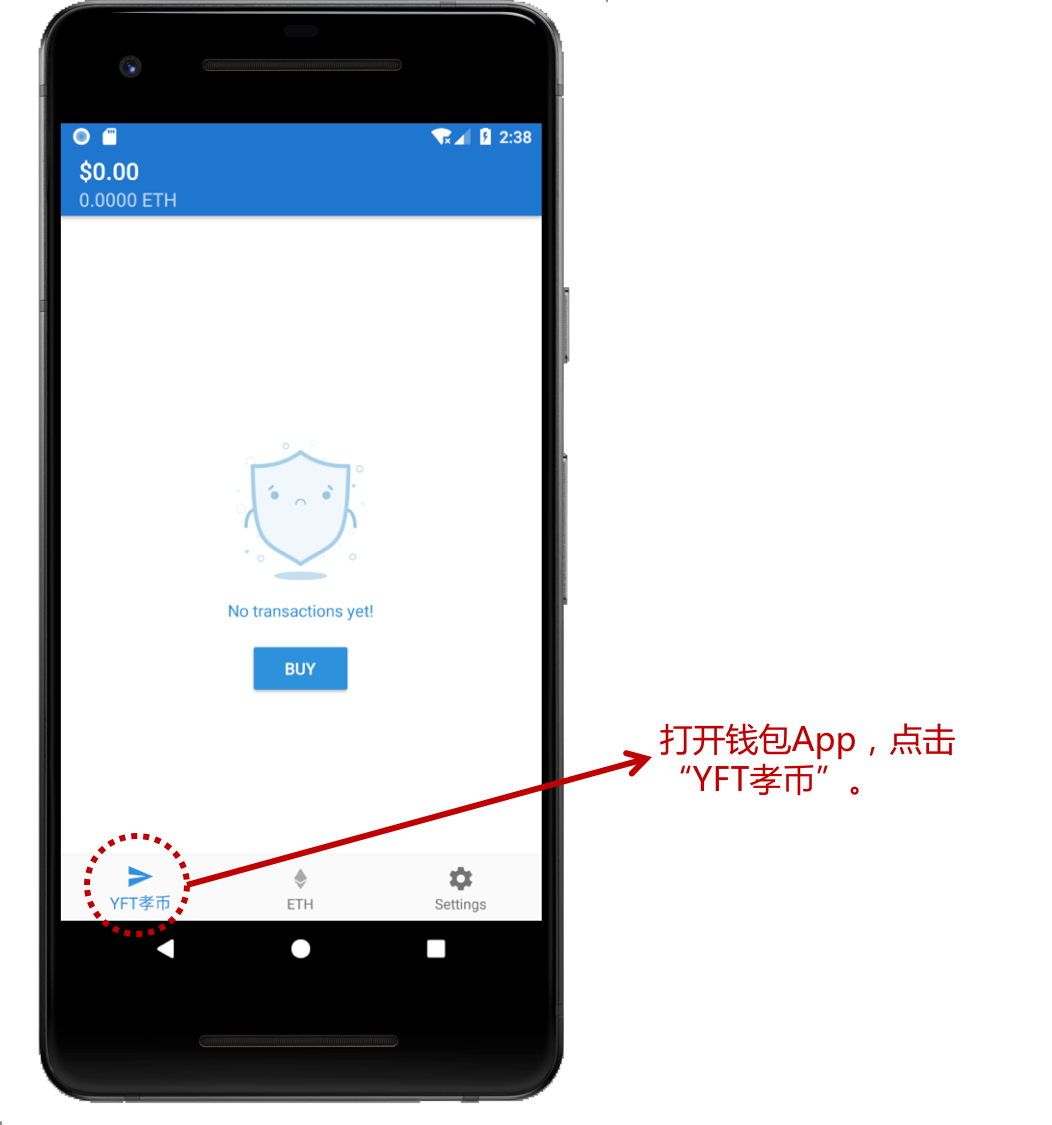 2:38
$0.00
0.0000 ETH
No transactions yet!
BUY
打开钱包App，点击
“YFT孝币”。
YFT孝币
ETH
Settings